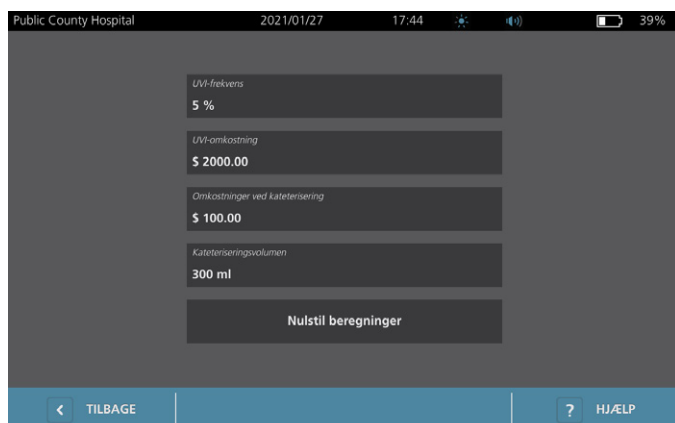 Public County Hospital 2021/01/27 17:44 39%
UVI-frekvens
5 %
UVI-omkostning
$ 2000.00
Omkostninger ved kateterisering
$ 100.00
Kateteriseringsvolumen
300 ml
Nulstil beregninger
< TILBAGE ? HJÆLP